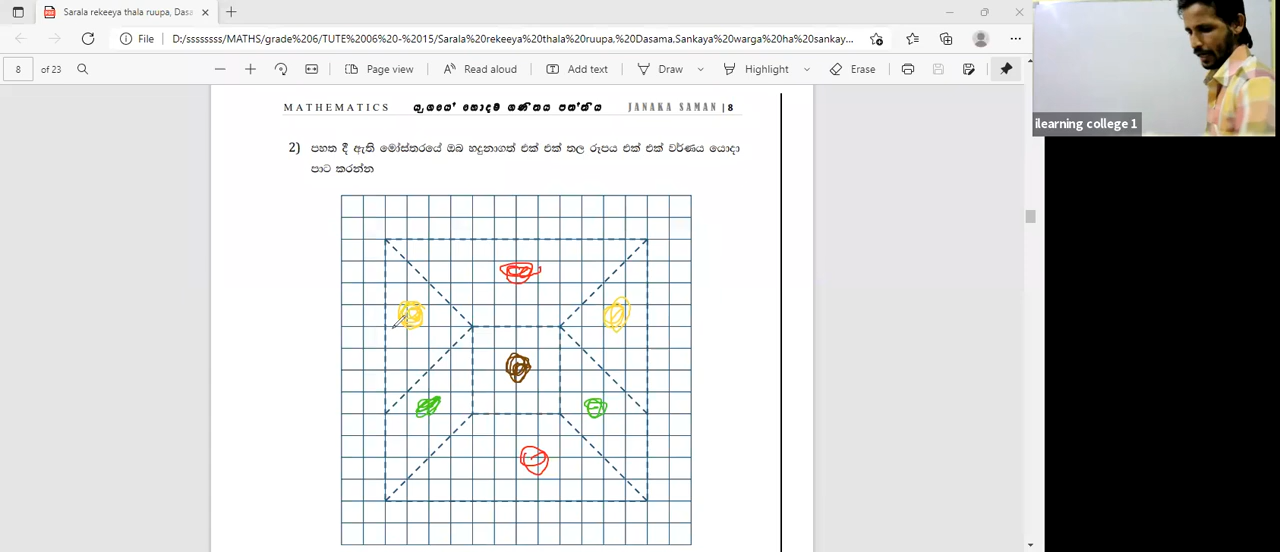 Sarala rekeeya thala ruupa, Dasa
File
D:/ssssssss/MATHS/grade%206/TUTE%2006%20-%2015/Sarala%20rekeeya%20thala%20ruupa.%20Dasama.Sankaya%20warga%20ha%20sankay...
8 of 23
Page view
Read aloud
Add text
Draw
Highlight
Erase
ilearning college 1
MATHEMATICS
JANAKA SAMAN | 8
2) පහත දී ඇති මෝස්තරයේ ඔබ හඳුනාගත් එක් එක් තල රූපය එක් එක් වර්ණය යොදා
පාට කරන්න